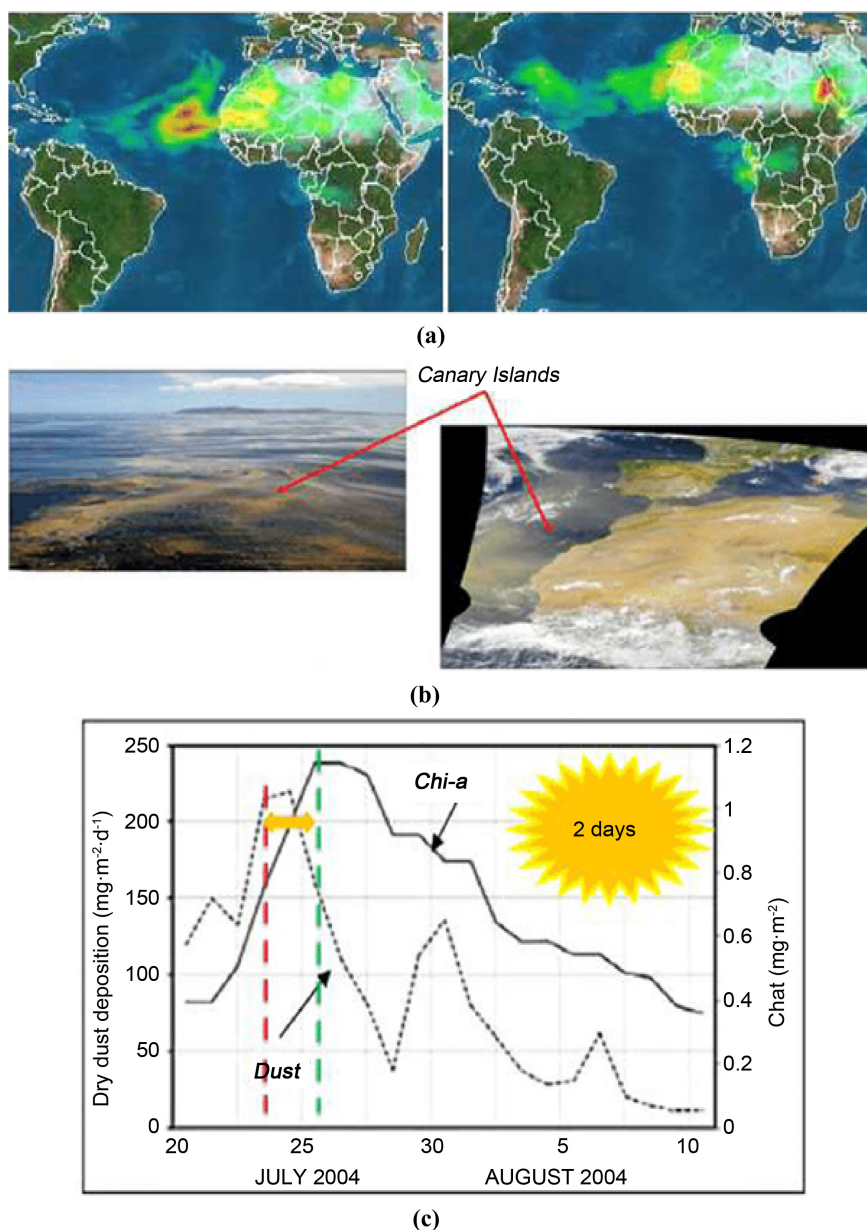 (a)
Canary Islands
(b)
Dry dust deposition (mg·m⁻²·d⁻¹)
250
200
150
100
50
0
Chi-a
Dust
2 days
1.2
1
0.8
0.6
0.4
0.2
0
Chat (mg·m⁻²)
20 25 30 5 10
JULY 2004 AUGUST 2004
(c)